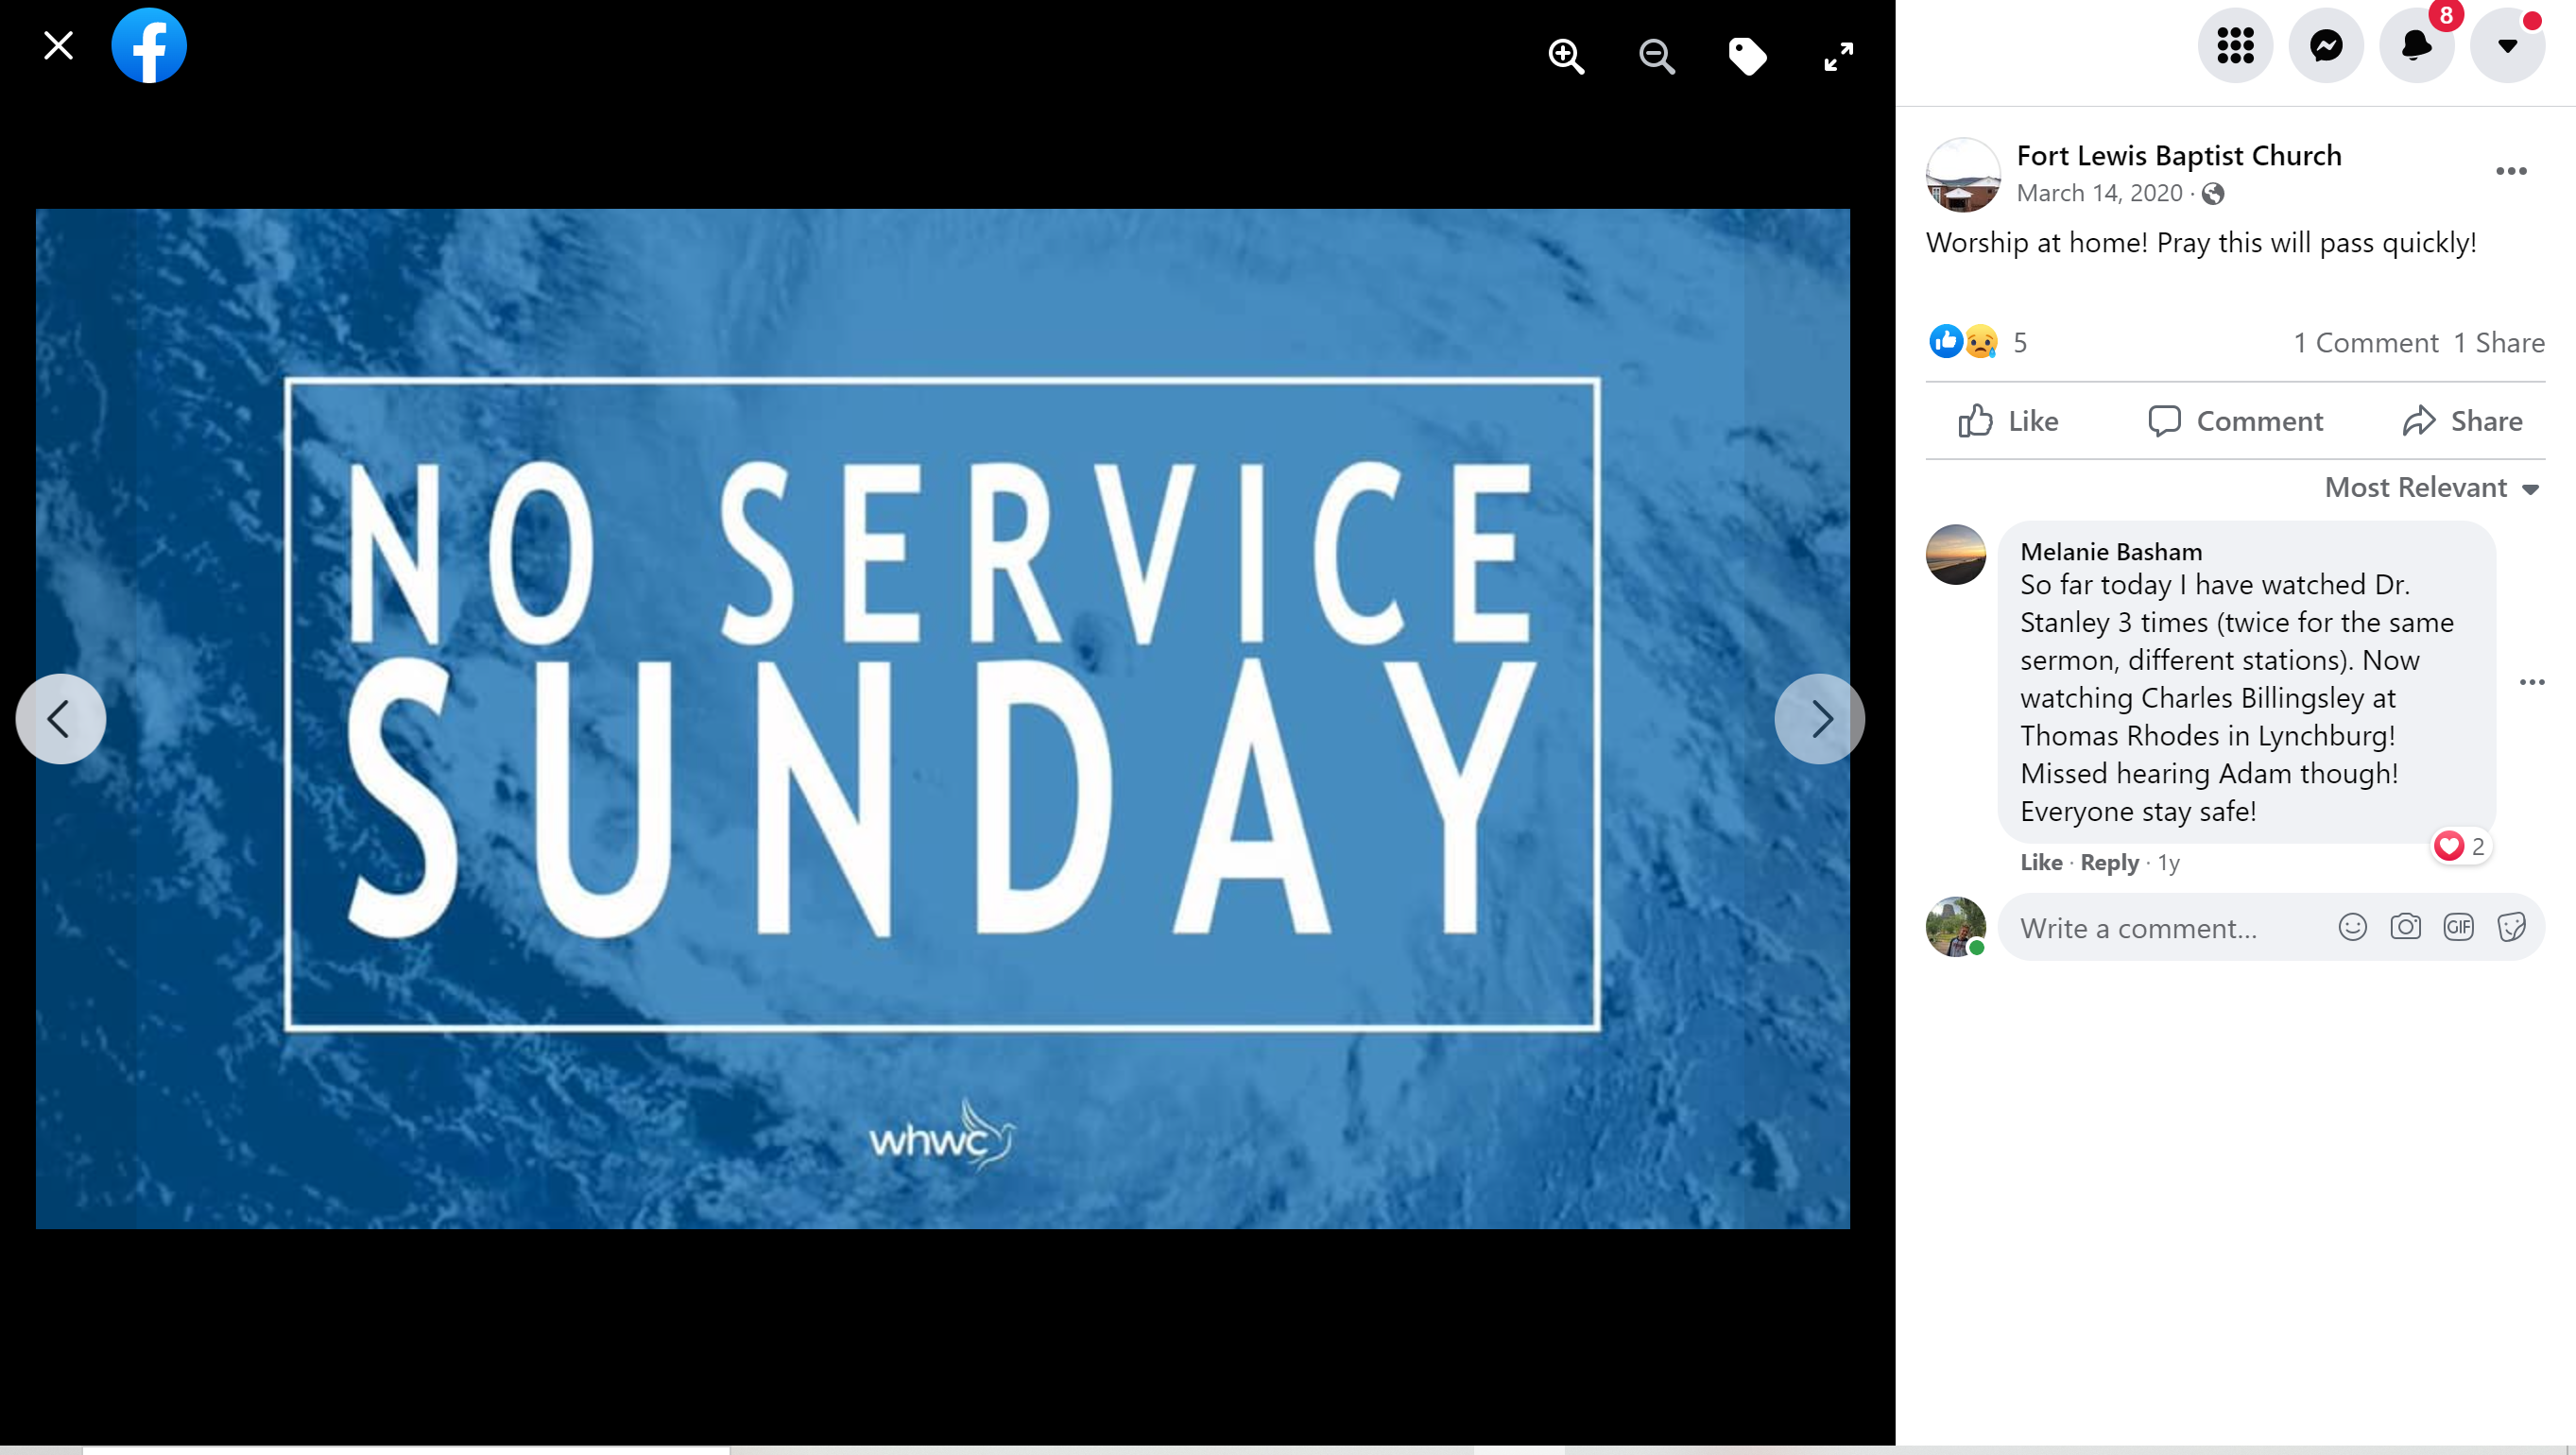 NO SERVICE
SUNDAY
whwc
8
Fort Lewis Baptist Church
March 14, 2020 ·
Worship at home! Pray this will pass quickly!
5
1 Comment 1 Share
Like
Comment
Share
Most Relevant
Melanie Basham
So far today I have watched Dr.
Stanley 3 times (twice for the same
sermon, different stations). Now
watching Charles Billingsley at
Thomas Rhodes in Lynchburg!
Missed hearing Adam though!
Everyone stay safe!
2
Like · Reply · 1y
Write a comment...
GIF